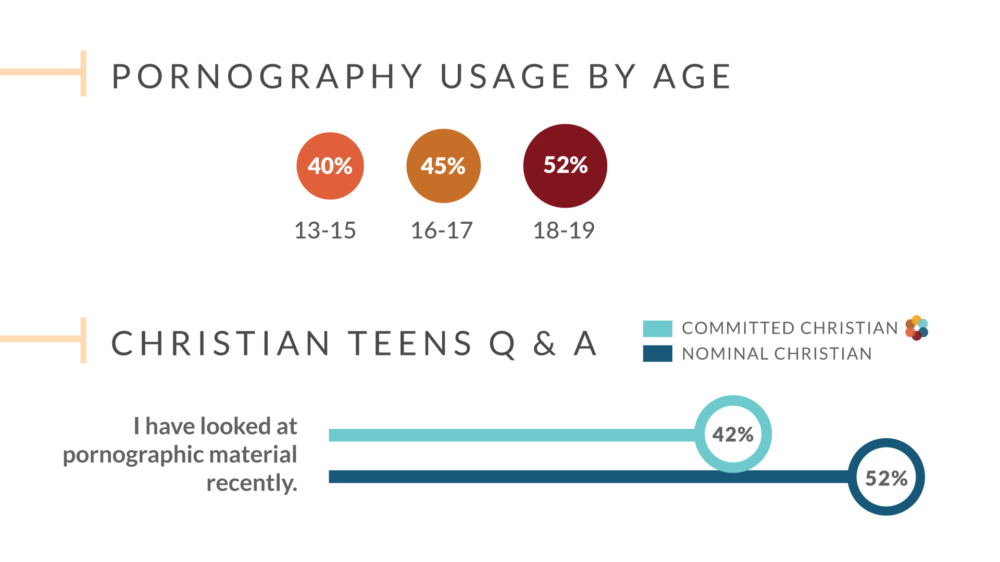 PORNOGRAPHY USAGE BY AGE
40% 45% 52%
13-15 16-17 18-19
CHRISTIAN TEENS Q & A
COMMITTED CHRISTIAN
NOMINAL CHRISTIAN
I have looked at
pornographic material
recently.
42%
52%